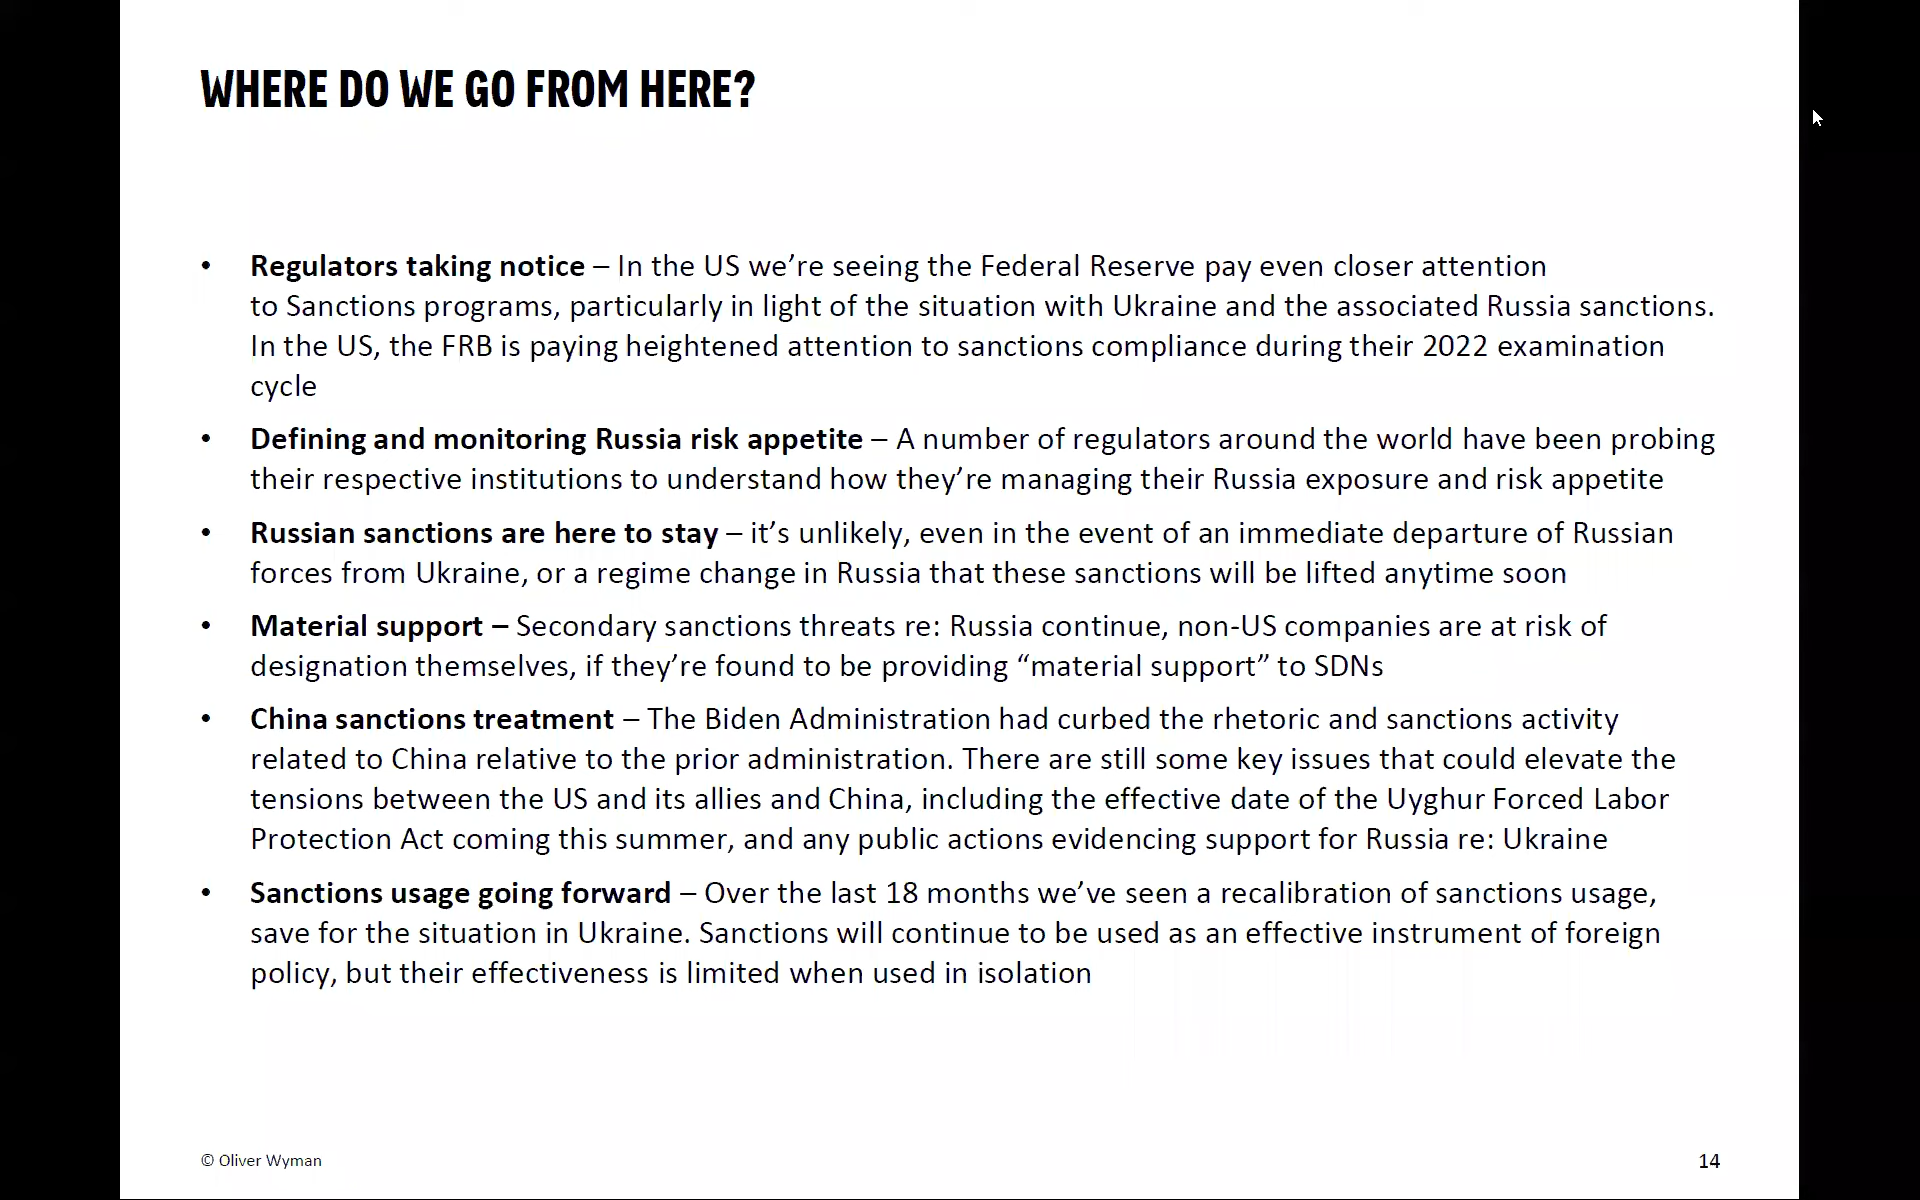 WHERE DO WE GO FROM HERE?
• Regulators taking notice – In the US we’re seeing the Federal Reserve pay even closer attention
to Sanctions programs, particularly in light of the situation with Ukraine and the associated Russia sanctions.
In the US, the FRB is paying heightened attention to sanctions compliance during their 2022 examination
cycle
• Defining and monitoring Russia risk appetite – A number of regulators around the world have been probing
their respective institutions to understand how they’re managing their Russia exposure and risk appetite
• Russian sanctions are here to stay – it’s unlikely, even in the event of an immediate departure of Russian
forces from Ukraine, or a regime change in Russia that these sanctions will be lifted anytime soon
• Material support – Secondary sanctions threats re: Russia continue, non-US companies are at risk of
designation themselves, if they’re found to be providing “material support” to SDNs
• China sanctions treatment – The Biden Administration had curbed the rhetoric and sanctions activity
related to China relative to the prior administration. There are still some key issues that could elevate the
tensions between the US and its allies and China, including the effective date of the Uyghur Forced Labor
Protection Act coming this summer, and any public actions evidencing support for Russia re: Ukraine
• Sanctions usage going forward – Over the last 18 months we’ve seen a recalibration of sanctions usage,
save for the situation in Ukraine. Sanctions will continue to be used as an effective instrument of foreign
policy, but their effectiveness is limited when used in isolation
© Oliver Wyman
14